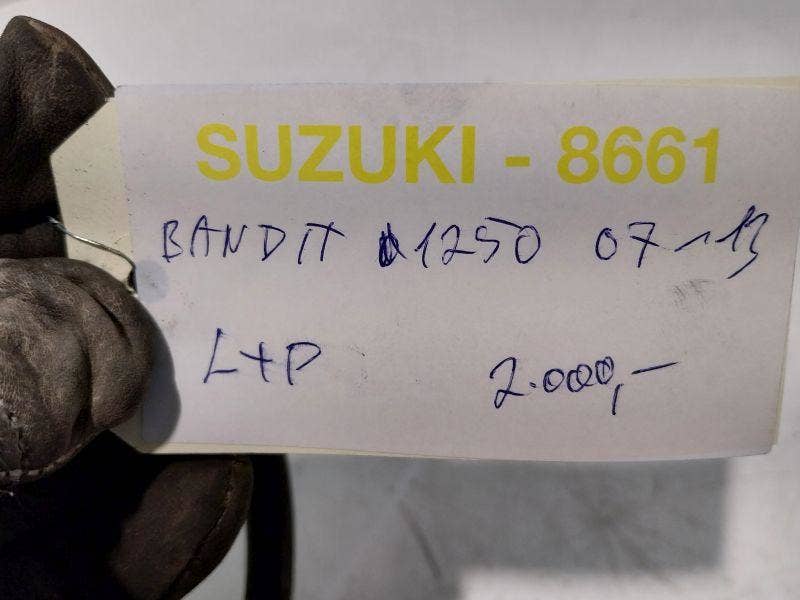 SUZUKI - 8661
BANDIT 1250 07-13
L+P 2.000,-